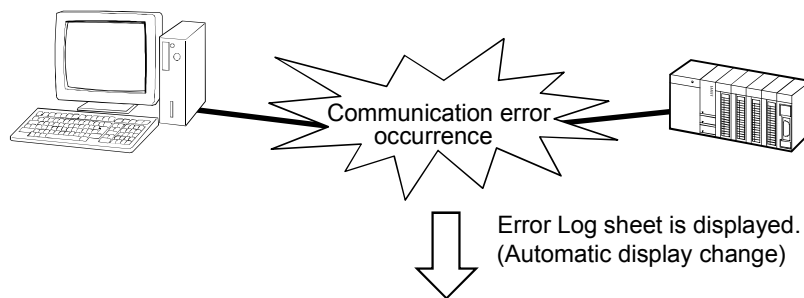 Communication error
occurrence
Error Log sheet is displayed.
(Automatic display change)